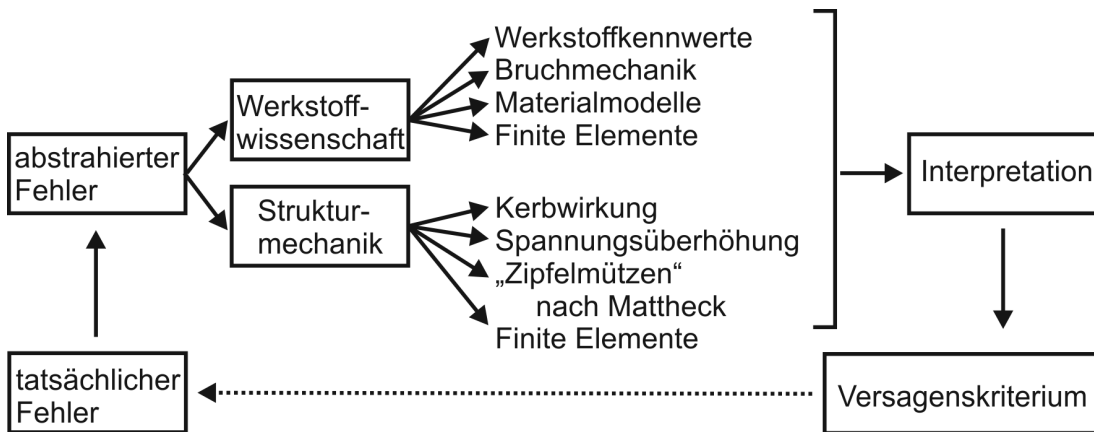 abstrahierter
Fehler
Werkstoff-
wissenschaft
Werkstoffkennwerte
Bruchmechanik
Materialmodelle
Finite Elemente
Struktur-
mechanik
Kerbwirkung
Spannungsüberhöhung
„Zipfelmützen“
nach Mattheck
Finite Elemente
Interpretation
Versagenskriterium
tatsächlicher
Fehler